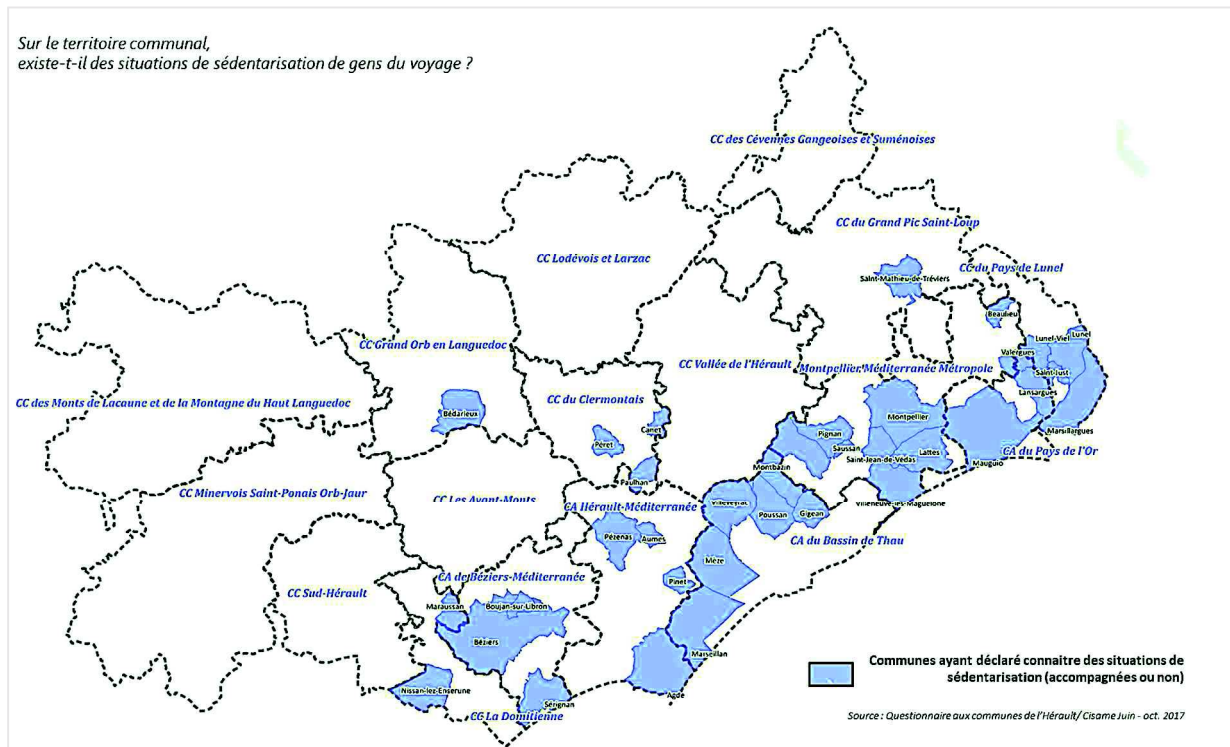 Sur le territoire communal,
existe-t-il des situations de sédentarisation de gens du voyage ?
CC des Cévennes Gangeoises et Suménoises
CC du Grand Pic Saint-Loup
CC Lodévois et Larzac
CC du Pays de Lunel
Saint-Mathieu-de-Tréviers
Beaulieu
Lunel-Viel
Lunel
CC Grand Orb en Languedoc
CC Vallée de l'Hérault
Montpellier Méditerranée Métropole
Valergues
Saint-Just
Lansargues
CC des Monts de Lacaune et de la Montagne du Haut Languedoc
CC du Clermontais
Bédarieux
Canet
Montpellier
Marsillargues
Péret
Pignan
Saussan
Lattes
CA du Pays de l'Or
Saint-Jean-de-Védas
Mauguio
Montbazin
Paulhan
CC Minervois Saint-Ponais Orb-Jaur
CC Les Avant-Monts
CA Hérault-Méditerranée
Villeveyrac
Villeneuve-lès-Maguelone
Poussan
Gigean
Pézenas
Aumes
CA du Bassin de Thau
Mèze
CA de Béziers-Méditerranée
Pinet
CC Sud-Hérault
Maraussan
Boujan-sur-Libron
Béziers
Marseillan
Nissan-lez-Enserune
Agde
Sérignan
CC La Domitienne
Communes ayant déclaré connaitre des situations de
sédentarisation (accompagnées ou non)
Source : Questionnaire aux communes de l'Hérault/ Cisame Juin - oct. 2017